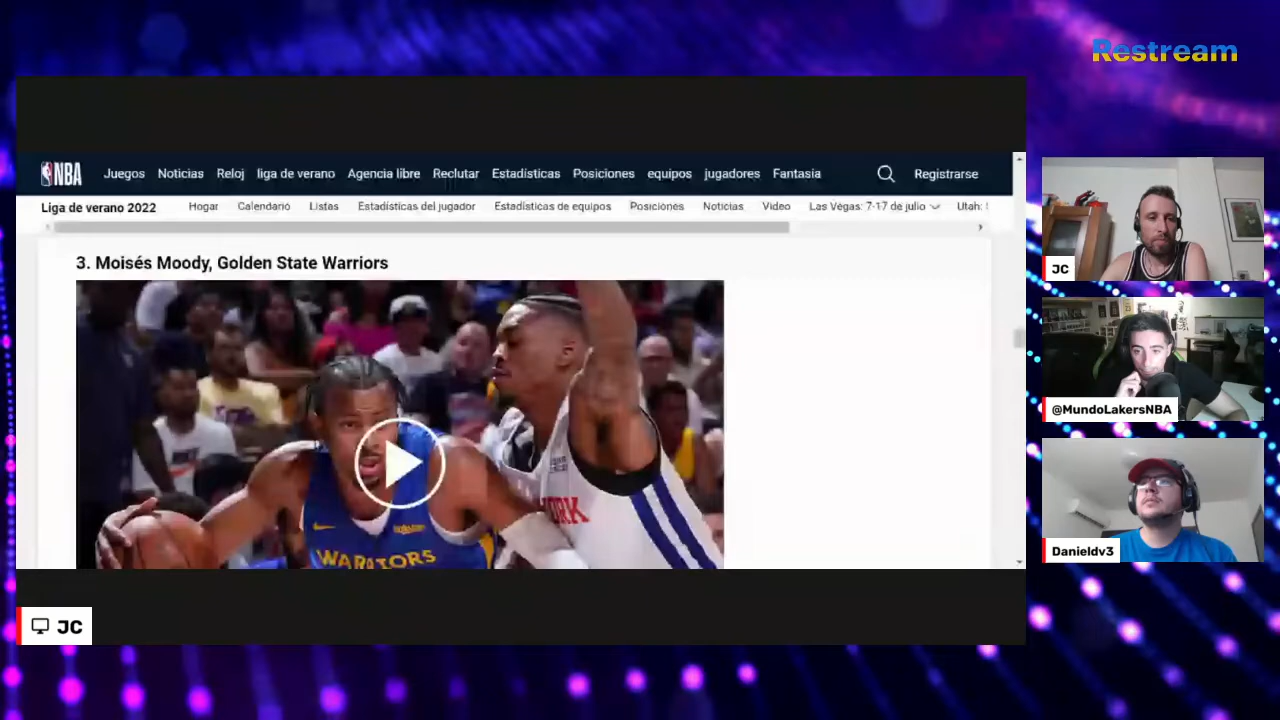 Restream
NBA
Juegos Noticias Reloj liga de verano Agencia libre Reclutar Estadísticas Posiciones equipos jugadores Fantasía Registrarse
Liga de verano 2022 Hogar Calendario Listas Estadísticas del jugador Estadísticas de equipos Posiciones Noticias Video Las Vegas: 7-17 de julio Utah:
3. Moisés Moody, Golden State Warriors
WARRIORS
JC
@MundoLakersNBA
Danieldv3
JC